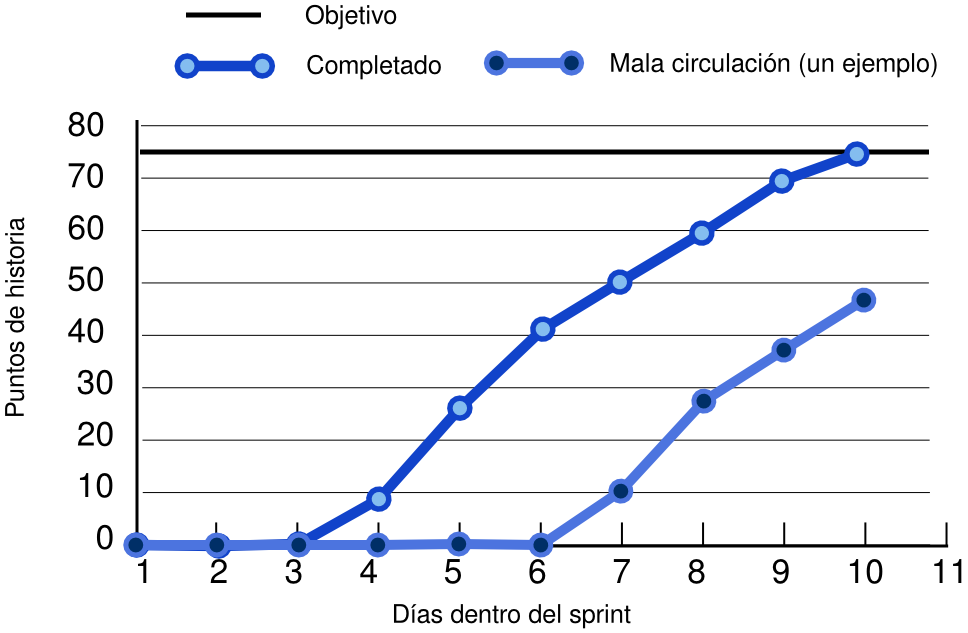 Objetivo
Completado
Mala circulación (un ejemplo)
80
70
60
50
40
30
20
10
0
Puntos de historia
1 2 3 4 5 6 7 8 9 10 11
Días dentro del sprint